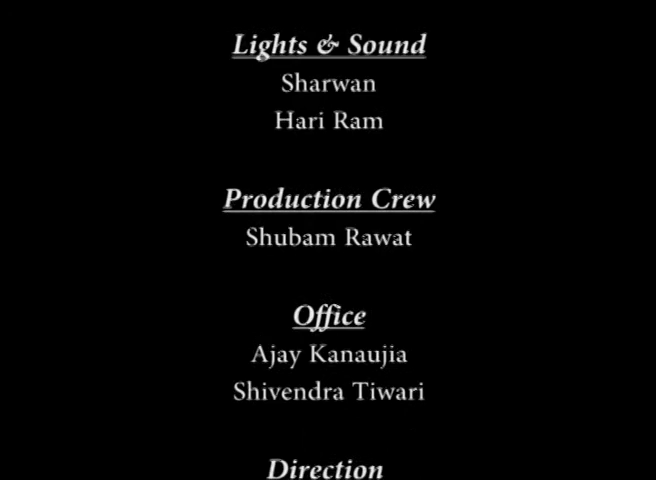 Lights & Sound
Sharwan
Hari Ram
Production Crew
Shubam Rawat
Office
Ajay Kanaujia
Shivendra Tiwari
Direction